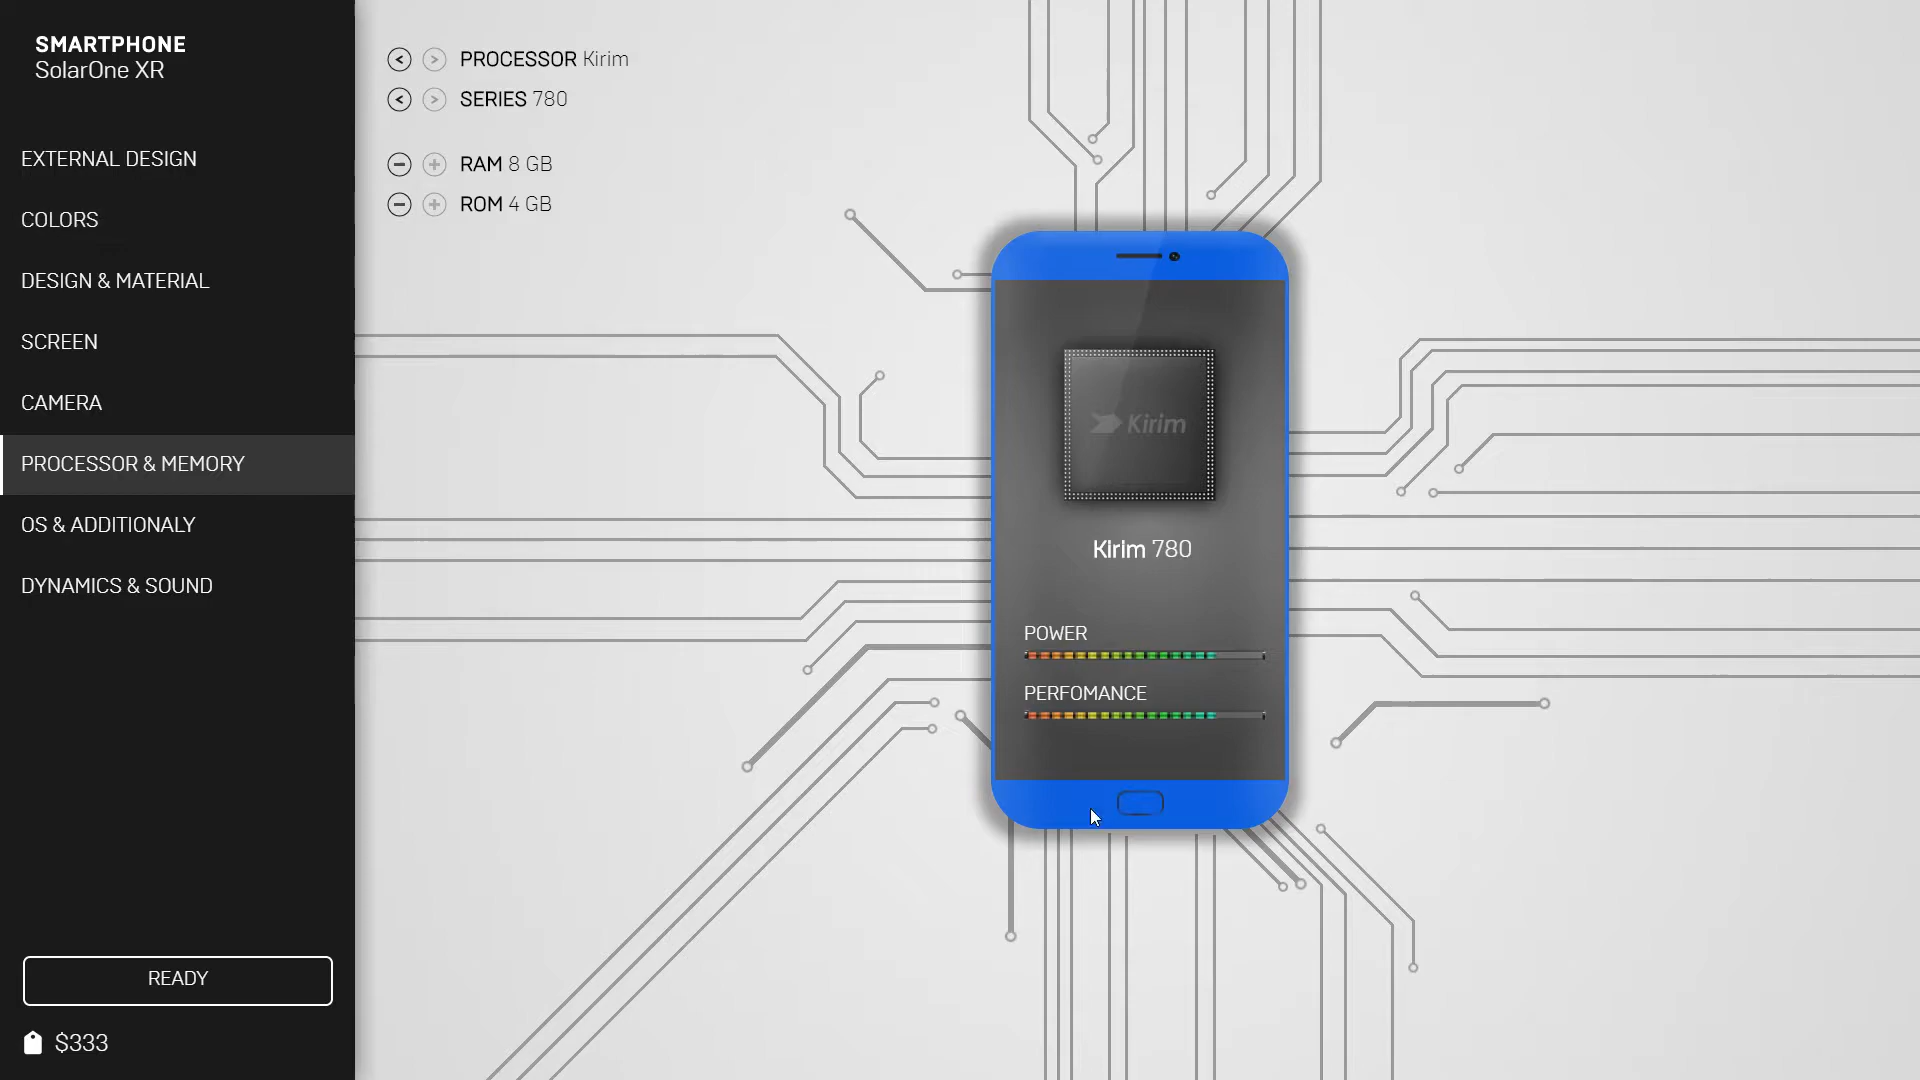 SMARTPHONE
SolarOne XR
EXTERNAL DESIGN
COLORS
DESIGN & MATERIAL
SCREEN
CAMERA
PROCESSOR & MEMORY
OS & ADDITIONALY
DYNAMICS & SOUND
READY
$333
PROCESSOR Kirim
SERIES 780
RAM 8 GB
ROM 4 GB
Kirim
Kirim 780
POWER
PERFOMANCE